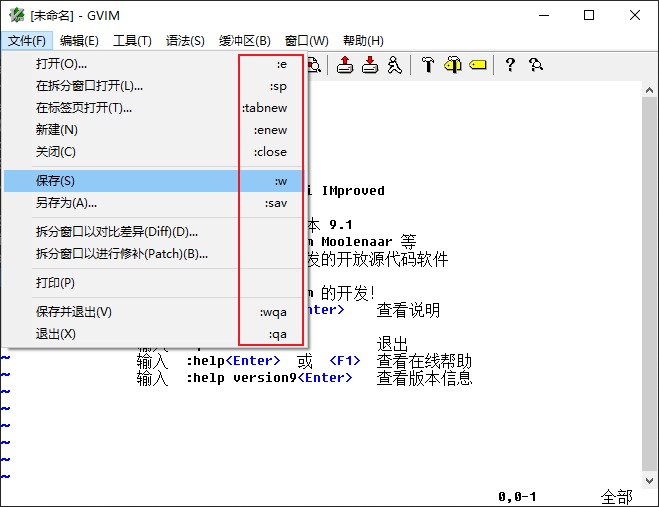 [未命名] - GVIM
文件(F) 编辑(E) 工具(T) 语法(S) 缓冲区(B) 窗口(W) 帮助(H)
打开(O)... :e
在拆分窗口打开(L)... :sp
在标签页打开(T)... :tabnew
新建(N) :enew
关闭(C) :close
保存(S) :w
另存为(A)... :sav
拆分窗口以对比差异(Diff)(D)...
拆分窗口以进行修补(Patch)(B)...
打印(P)
保存并退出(V) :wqa
退出(X) :qa
i IMproved
本 9.1
Moolenaar 等
发的开放源代码软件
的开发!
nter> 查看说明
退出
输入 :help<Enter> 或 <F1> 查看在线帮助
输入 :help version9<Enter> 查看版本信息
~
~
~
~
~
~
~
~
0,0-1 全部